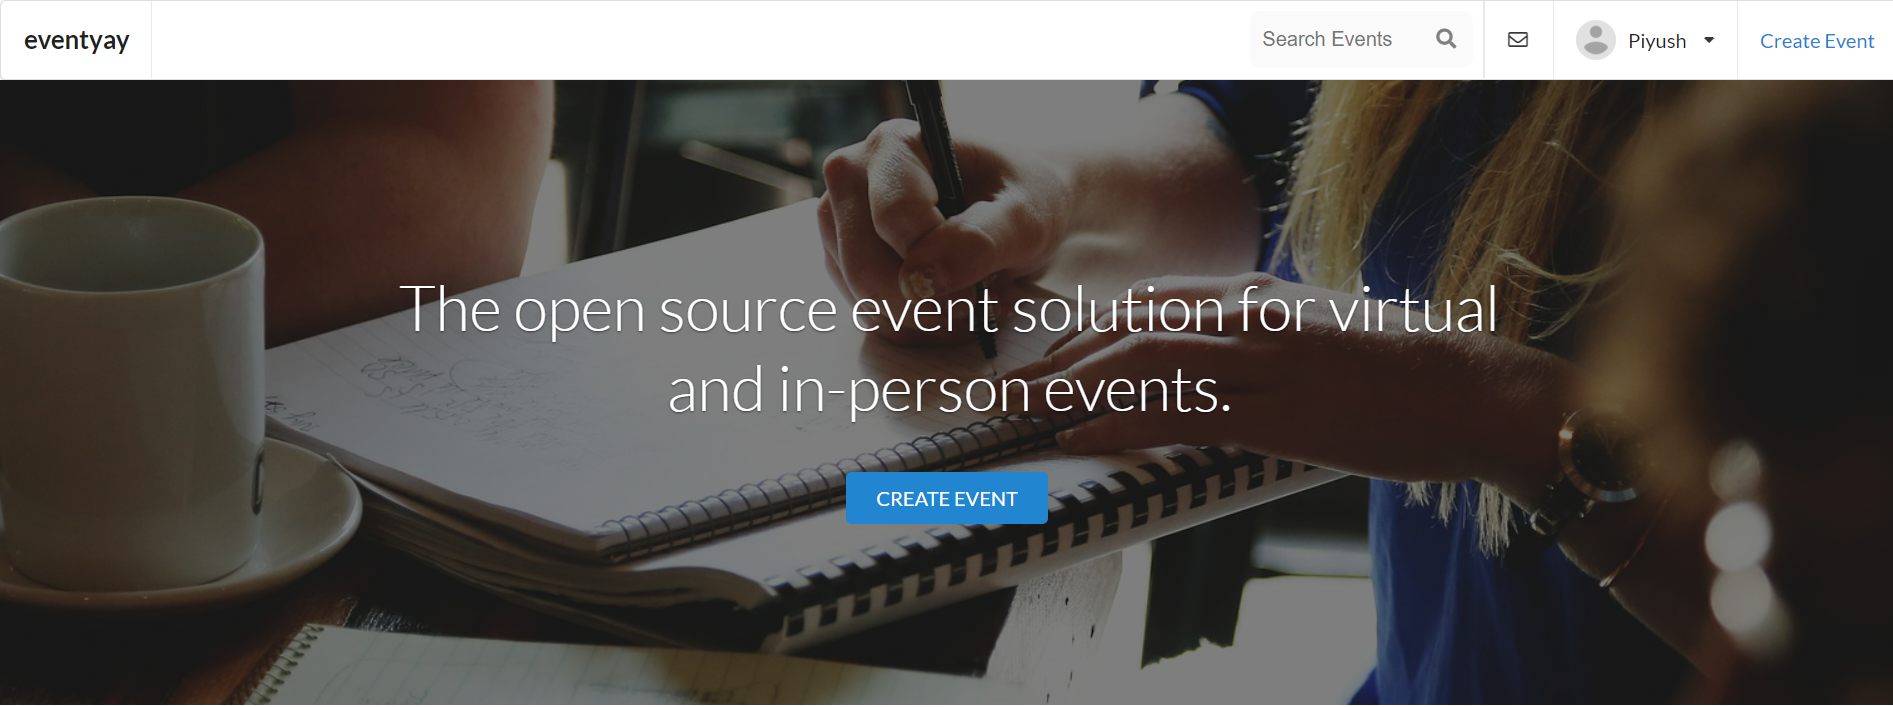 eventyay
Search Events
Piyush
Create Event
The open source event solution for virtual
and in-person events.
CREATE EVENT